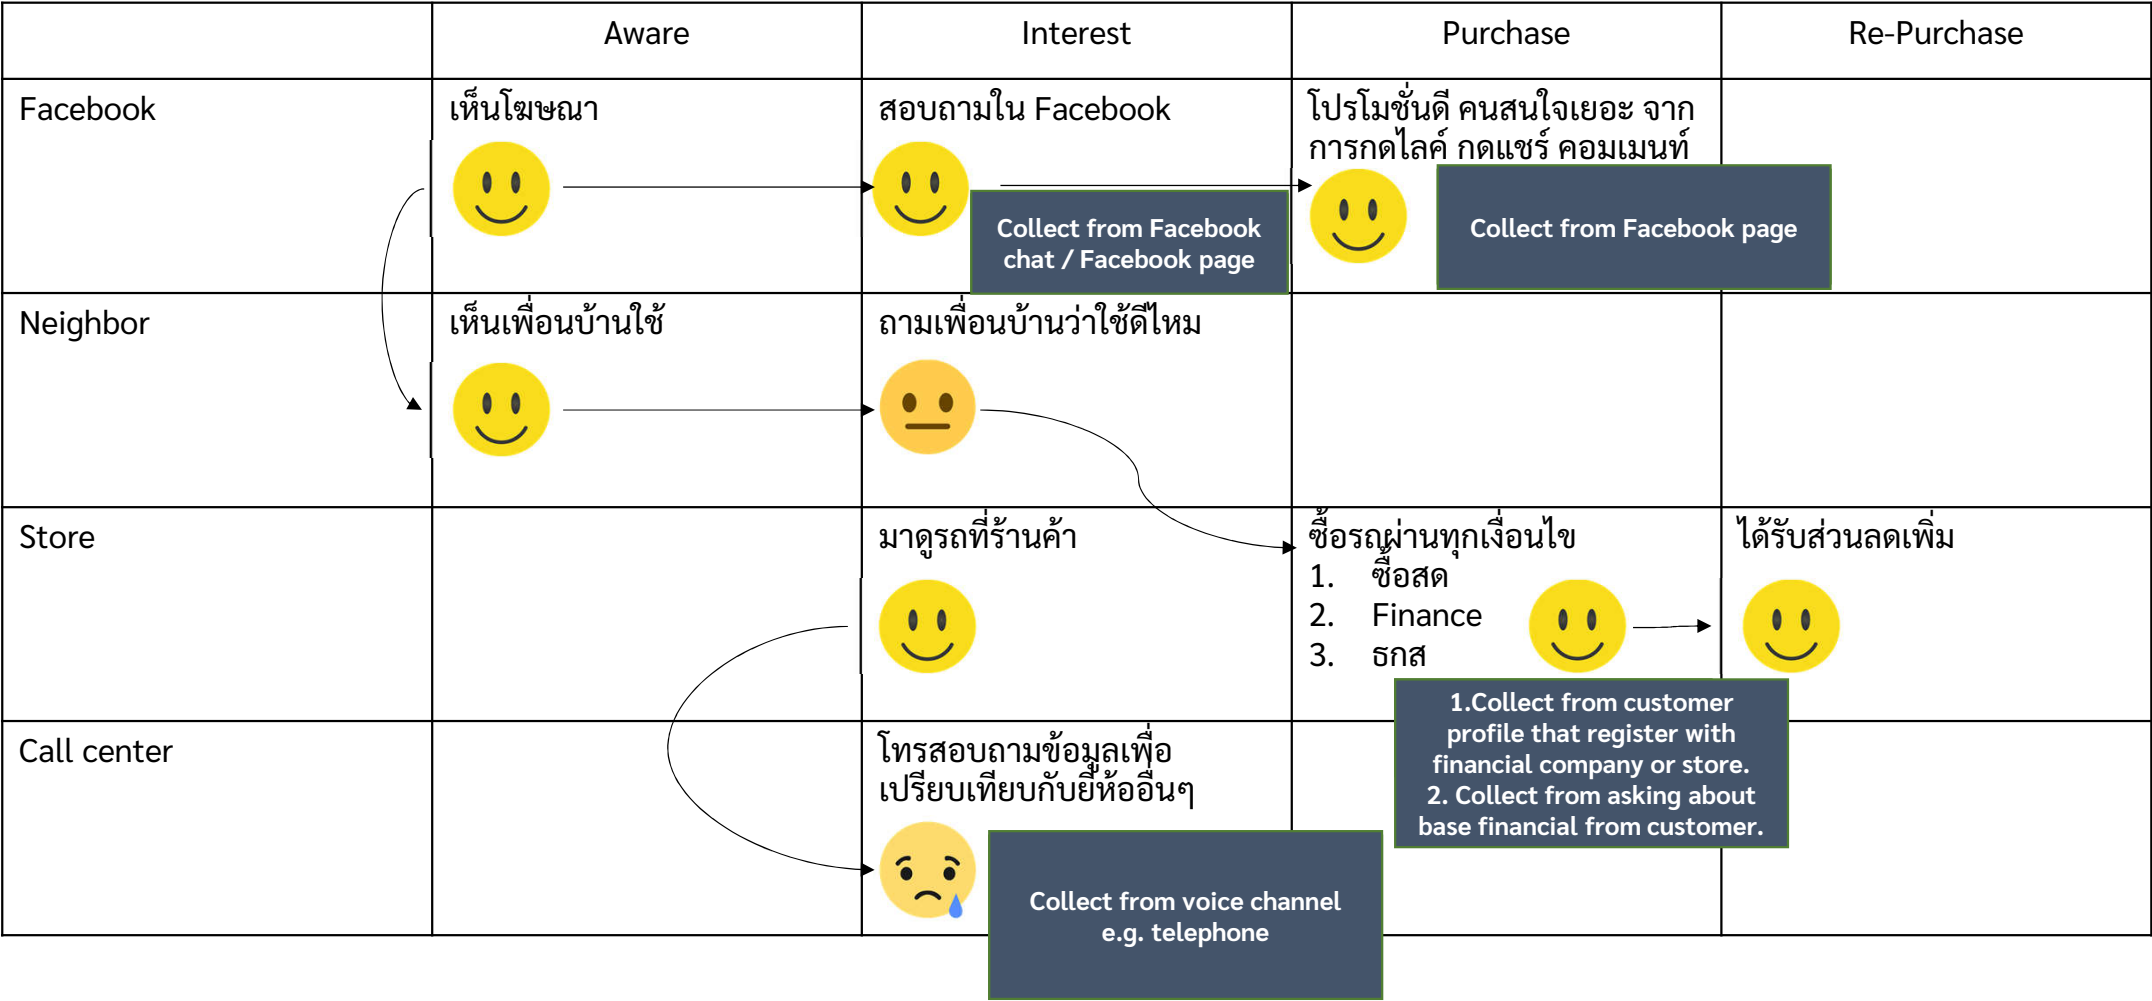 Aware
Interest
Purchase
Re-Purchase
Facebook
เห็นโฆษณา
สอบถามใน Facebook
โปรโมชั่นดี คนสนใจเยอะ จาก
การกดไลค์ กดแชร์ คอมเมนท์
Collect from Facebook
chat / Facebook page
Collect from Facebook page
Neighbor
เห็นเพื่อนบ้านใช้
ถามเพื่อนบ้านว่าใช้ดีไหม
Store
มาดูรถที่ร้านค้า
ซื้อรถผ่านทุกเงื่อนไข
1. ซื้อสด
2. Finance
3. ธกส
ได้รับส่วนลดเพิ่ม
1.Collect from customer
profile that register with
financial company or store.
2. Collect from asking about
base financial from customer.
Call center
โทรสอบถามข้อมูลเพื่อ
เปรียบเทียบกับยี่ห้ออื่นๆ
Collect from voice channel
e.g. telephone